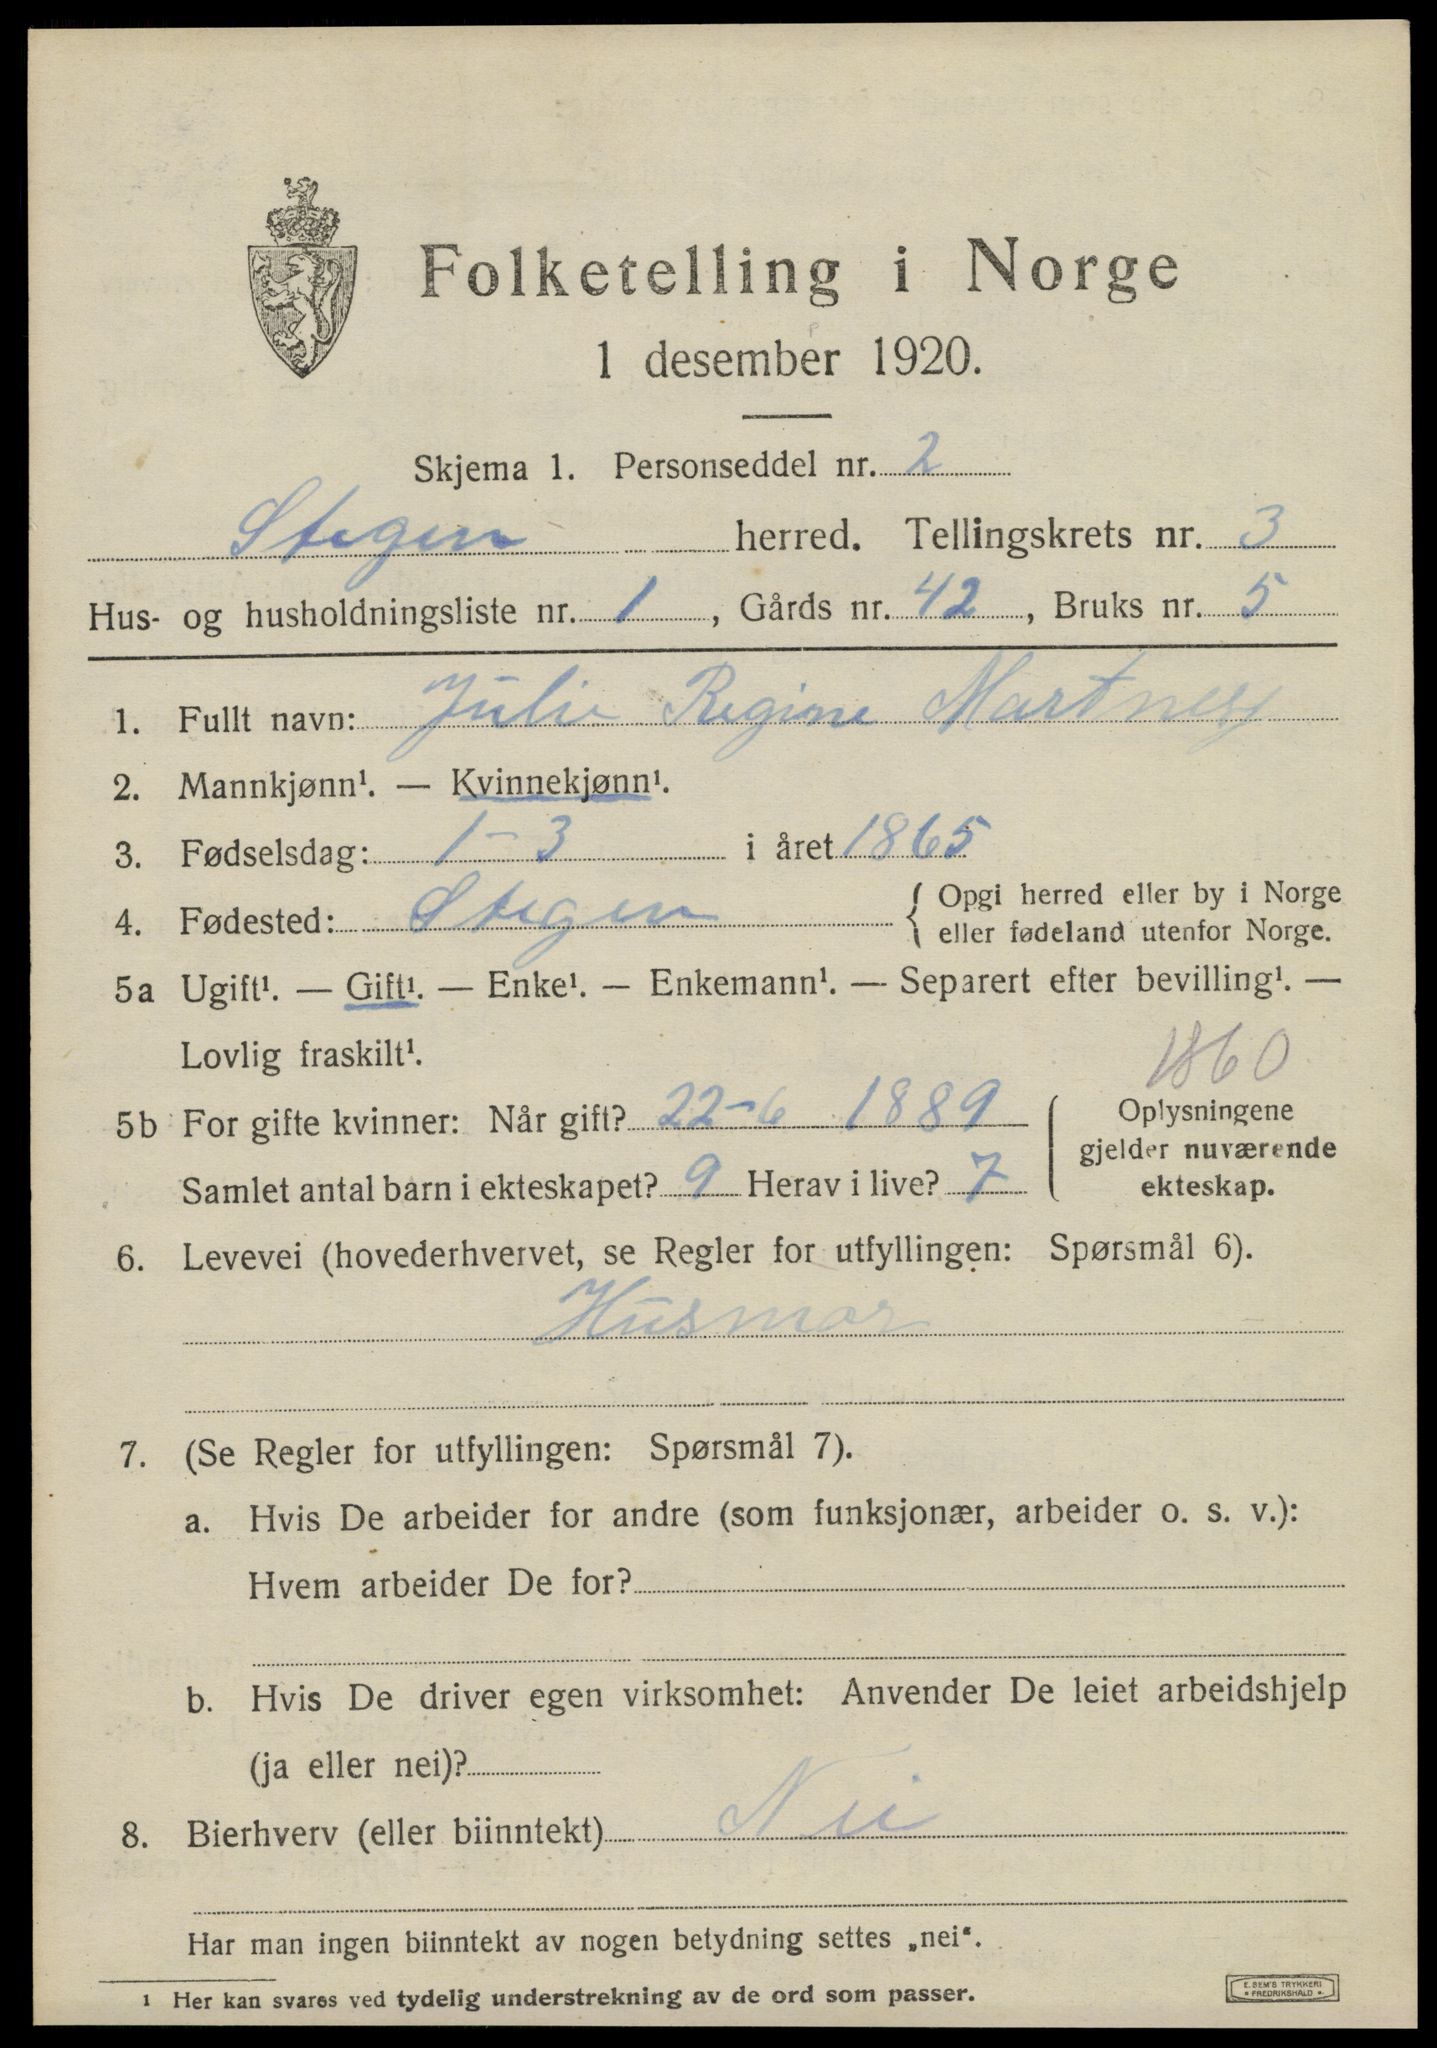 Folketelling i Norge
1 desember 1920.
Skjema 1. Personseddel nr. 2
Stegen herred. Tellingskrets nr. 3
Hus- og husholdningsliste nr. 1, Gårds nr. 42, Bruks nr. 5
1. Fullt navn: Julie Regine Martnes
2. Mannkjønn¹. — Kvinnekjønn¹.
3. Fødselsdag: 1-3 i året 1865
4. Fødested: Stegen { Opgi herred eller by i Norge
eller fødeland utenfor Norge.
5a Ugift¹. — Gift¹. — Enke¹. — Enkemann¹. — Separert efter bevilling¹. —
Lovlig fraskilt¹.
1860
5b For gifte kvinner: Når gift? 22-6 1889
Samlet antal barn i ekteskapet? 9 Herav i live? 7
{ Oplysningene
gjelder nuværende
ekteskap.
6. Levevei (hovederhvervet, se Regler for utfyllingen: Spørsmål 6).
Husmor
7. (Se Regler for utfyllingen: Spørsmål 7).
a. Hvis De arbeider for andre (som funksjonær, arbeider o. s. v.):
Hvem arbeider De for?
b. Hvis De driver egen virksomhet: Anvender De leiet arbeidshjelp
(ja eller nei)?
8. Bierhverv (eller biinntekt) Nei
Har man ingen biinntekt av nogen betydning settes „nei“.
¹ Her kan svares ved tydelig understrekning av de ord som passer.
E. SEM'S TRYKKERI
• FREDRIKSHALD •